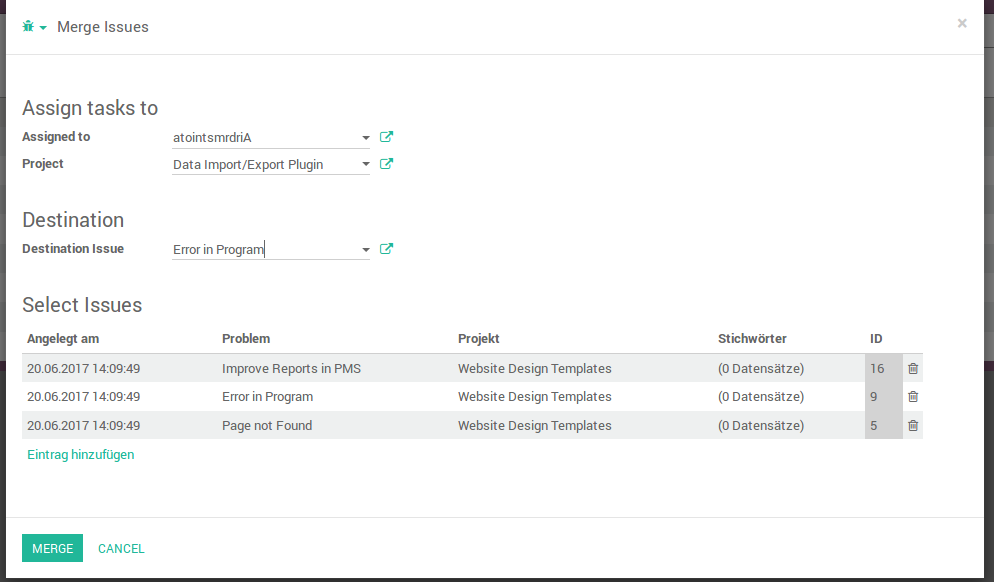 Merge Issues ×
Assign tasks to
Assigned to atointsmrdriA
Project Data Import/Export Plugin
Destination
Destination Issue Error in Program
Select Issues
Angelegt am Problem Projekt Stichwörter ID
20.06.2017 14:09:49 Improve Reports in PMS Website Design Templates (0 Datensätze) 16
20.06.2017 14:09:49 Error in Program Website Design Templates (0 Datensätze) 9
20.06.2017 14:09:49 Page not Found Website Design Templates (0 Datensätze) 5
Eintrag hinzufügen
MERGE CANCEL